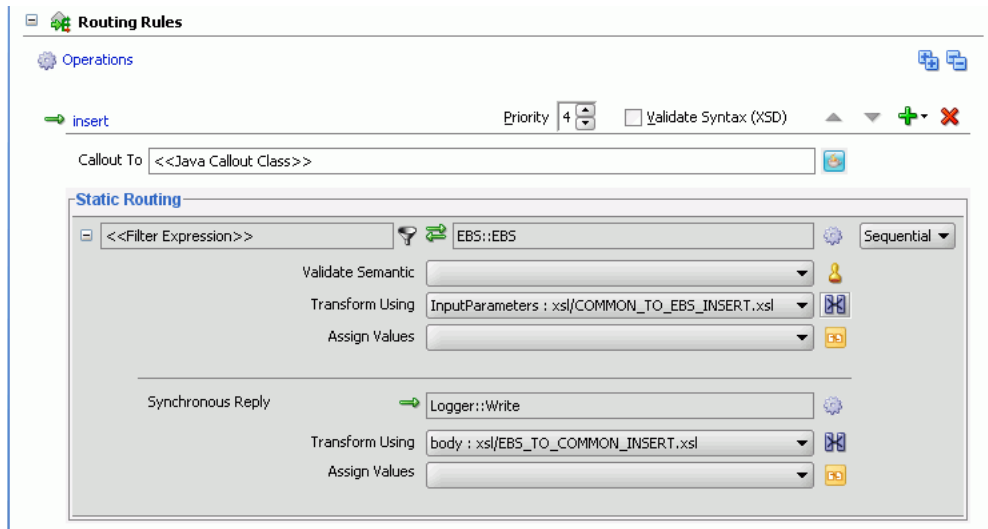 Routing Rules
Operations
insert Priority 4 Validate Syntax (XSD)
Callout To <<Java Callout Class>>
Static Routing
<<Filter Expression>> EBS::EBS Sequential
Validate Semantic
Transform Using InputParameters : xsl/COMMON_TO_EBS_INSERT.xsl
Assign Values
Synchronous Reply Logger::Write
Transform Using body : xsl/EBS_TO_COMMON_INSERT.xsl
Assign Values